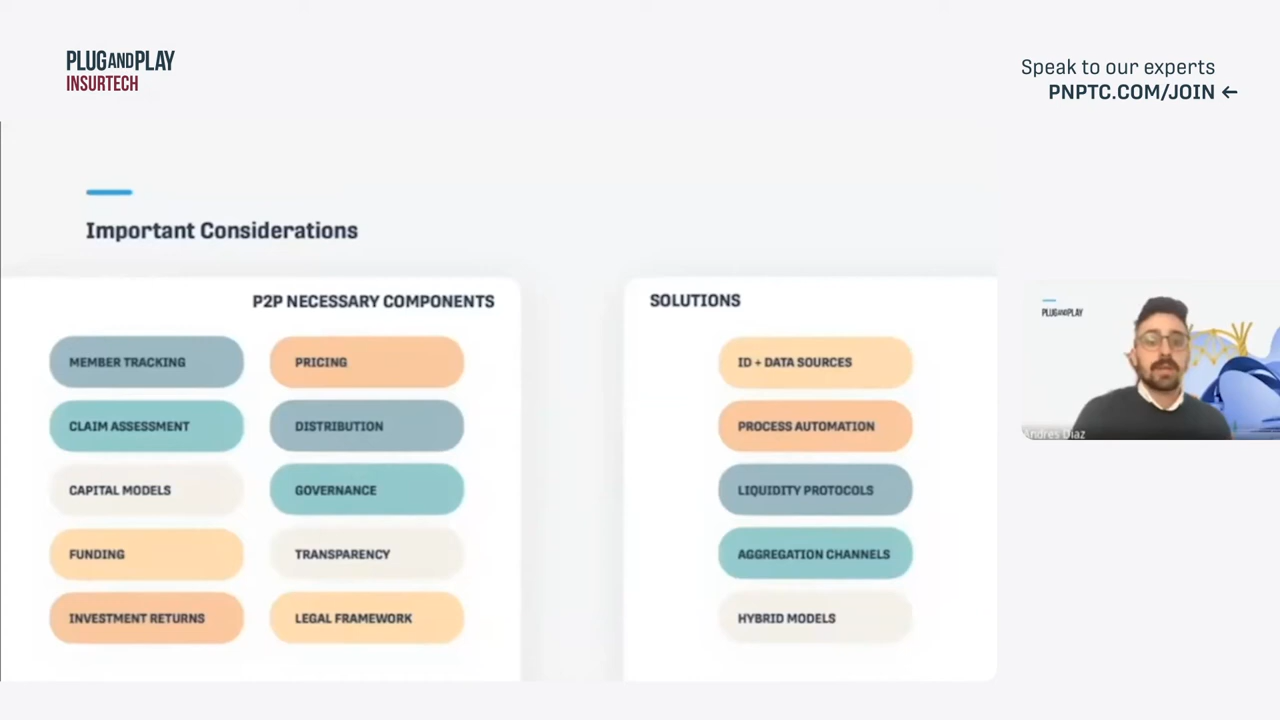 PLUGANDPLAY
INSURTECH
Speak to our experts
PNPTC.COM/JOIN ←
Important Considerations
P2P NECESSARY COMPONENTS
MEMBER TRACKING
PRICING
CLAIM ASSESSMENT
DISTRIBUTION
CAPITAL MODELS
GOVERNANCE
FUNDING
TRANSPARENCY
INVESTMENT RETURNS
LEGAL FRAMEWORK
SOLUTIONS
ID + DATA SOURCES
PROCESS AUTOMATION
LIQUIDITY PROTOCOLS
AGGREGATION CHANNELS
HYBRID MODELS
PLUGANDPLAY
Andres Diaz